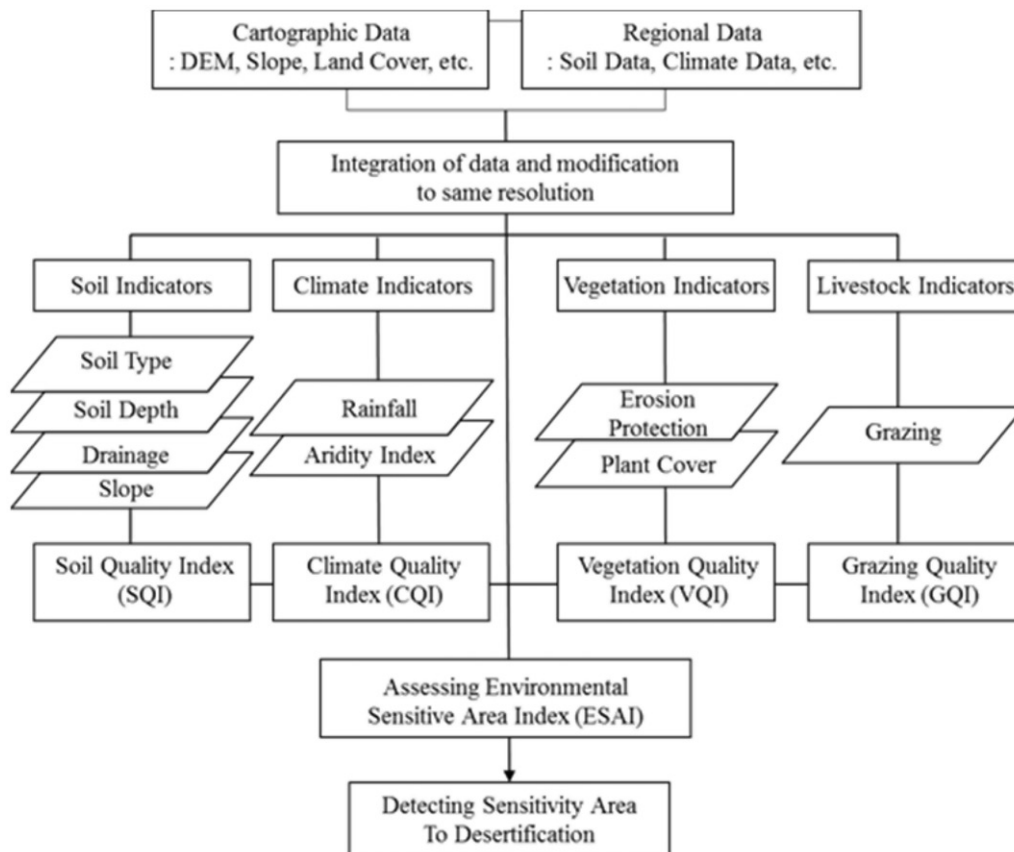 Cartographic Data
: DEM, Slope, Land Cover, etc.
Regional Data
: Soil Data, Climate Data, etc.
Integration of data and modification
to same resolution
Soil Indicators
Climate Indicators
Vegetation Indicators
Livestock Indicators
Soil Type
Soil Depth
Drainage
Slope
Rainfall
Aridity Index
Erosion
Protection
Plant Cover
Grazing
Soil Quality Index
(SQI)
Climate Quality
Index (CQI)
Vegetation Quality
Index (VQI)
Grazing Quality
Index (GQI)
Assessing Environmental
Sensitive Area Index (ESAI)
Detecting Sensitivity Area
To Desertification